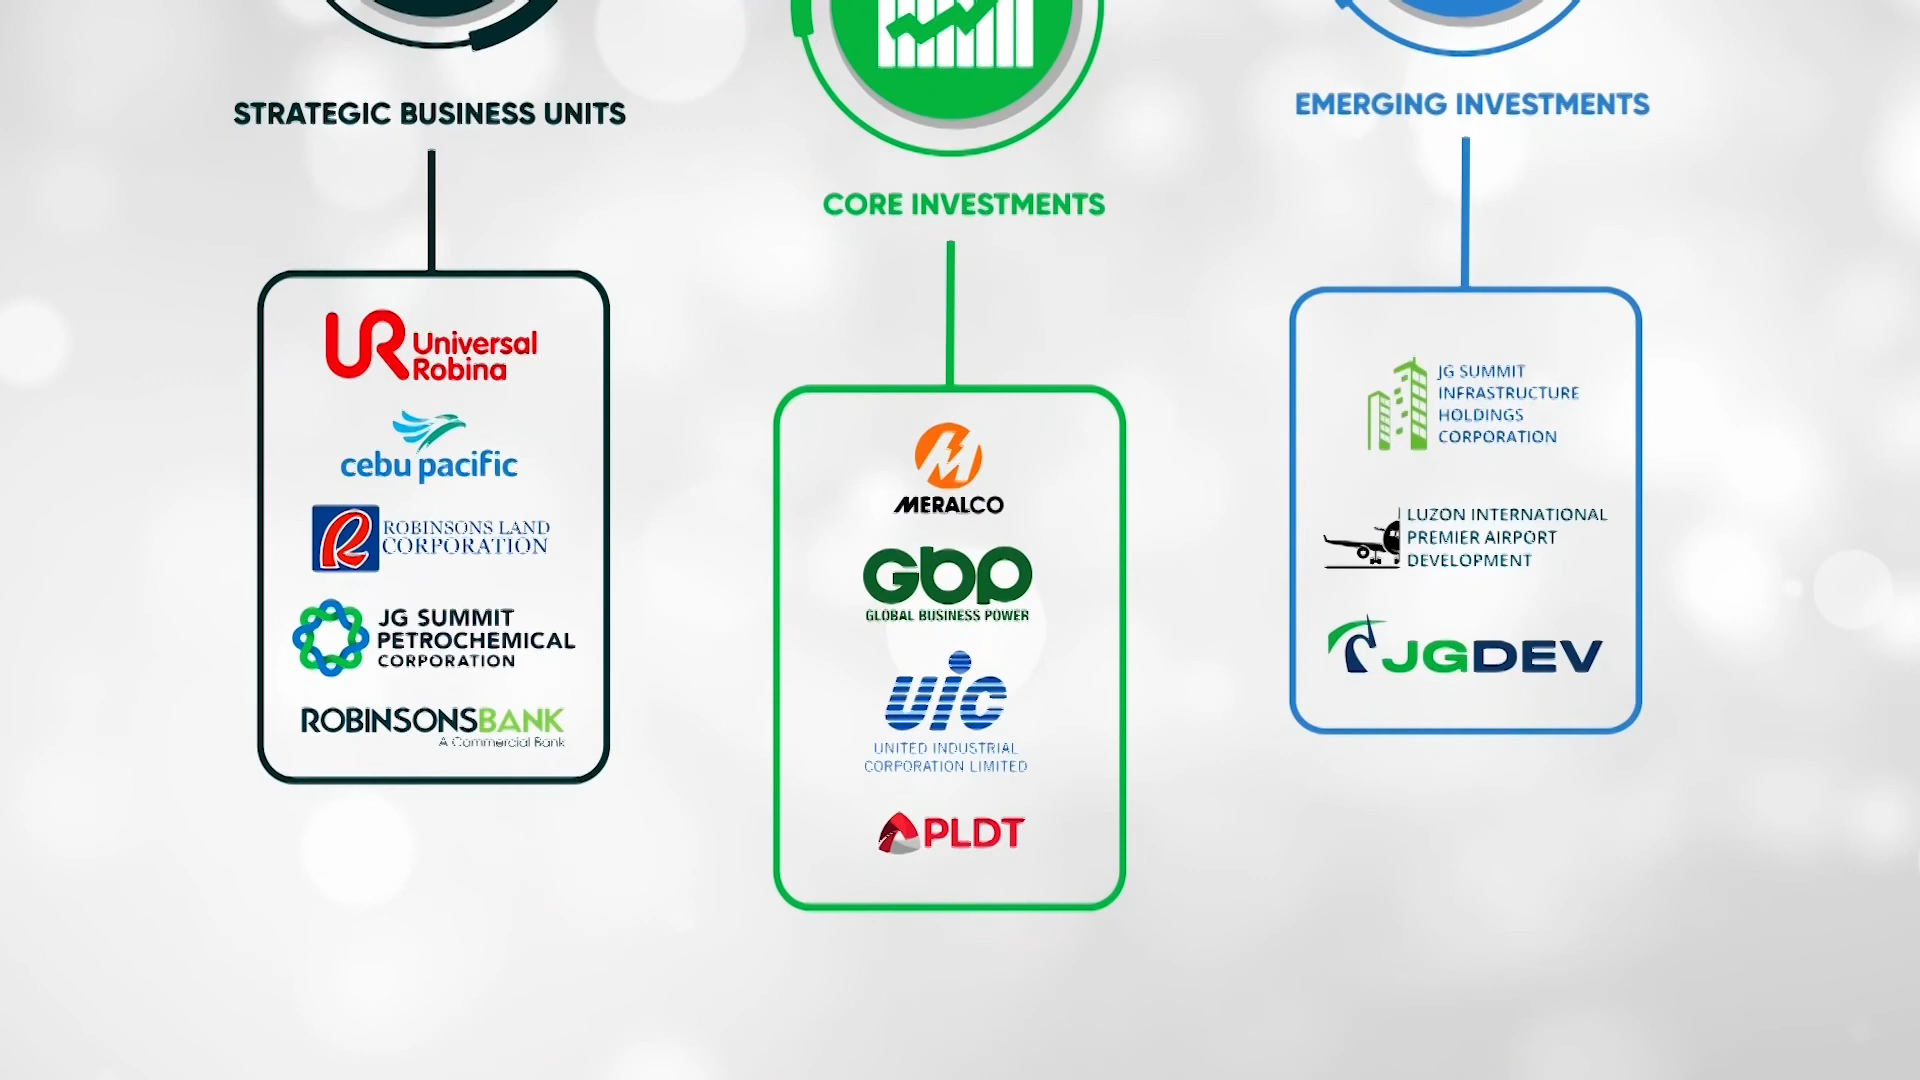 STRATEGIC BUSINESS UNITS
UR Universal
Robina
cebu pacific
R ROBINSONS LAND
CORPORATION
JG SUMMIT
PETROCHEMICAL
CORPORATION
ROBINSONSBANK
A Commercial Bank
CORE INVESTMENTS
M
MERALCO
Gbp
GLOBAL BUSINESS POWER
uic
UNITED INDUSTRIAL
CORPORATION LIMITED
PLDT
EMERGING INVESTMENTS
JG SUMMIT
INFRASTRUCTURE
HOLDINGS
CORPORATION
LUZON INTERNATIONAL
PREMIER AIRPORT
DEVELOPMENT
JGDEV